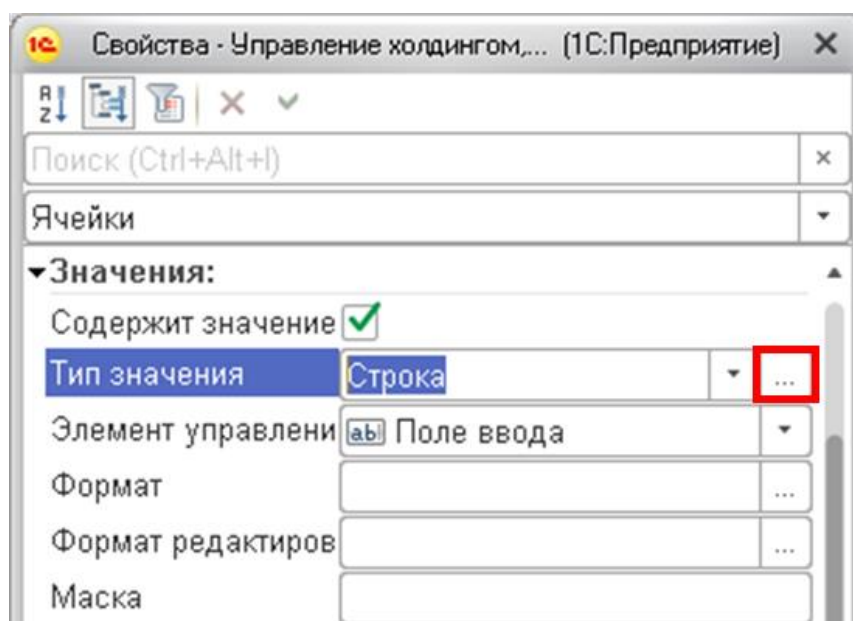 1С Свойства - Управление холдингом,... (1С:Предприятие)
Поиск (Ctrl+Alt+I)
Ячейки
Значения:
Содержит значение
Тип значения Строка ...
Элемент управлени ab Поле ввода
Формат ...
Формат редактиров ...
Маска